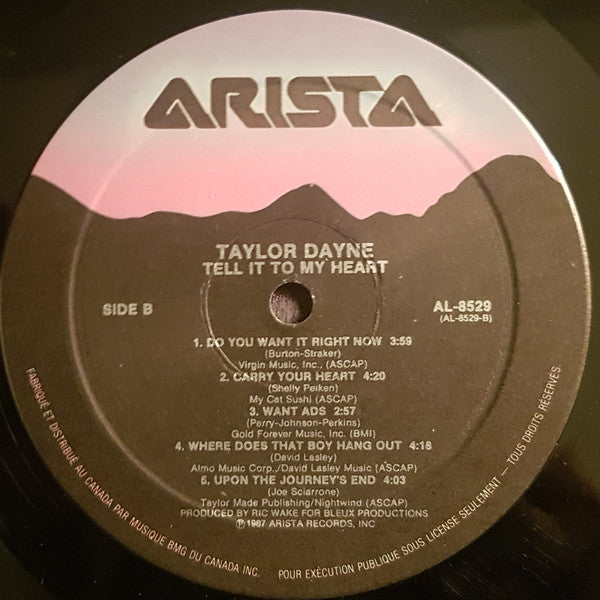 ARISTA
TAYLOR DAYNE
TELL IT TO MY HEART
SIDE B
AL-8529
(AL-8529-B)
1. DO YOU WANT IT RIGHT NOW 3:59
(Burton-Straker)
Virgin Music, Inc., (ASCAP)
2. CARRY YOUR HEART 4:20
(Shelly Peiken)
My Cat Sushi (ASCAP)
3. WANT ADS 2:57
(Perry-Johnson-Perkins)
Gold Forever Music, Inc. (BMI)
4. WHERE DOES THAT BOY HANG OUT 4:18
(David Lasley)
Almo Music Corp./David Lasley Music (ASCAP)
5. UPON THE JOURNEY'S END 4:03
(Joe Sciarrone)
Taylor Made Publishing/Nightwind (ASCAP)
PRODUCED BY RIC WAKE FOR BLEUX PRODUCTIONS
℗1987 ARISTA RECORDS, INC
FABRIQUÉ ET DISTRIBUÉ AU CANADA PAR MUSIQUE BMG DU CANADA INC. POUR EXÉCUTION PUBLIQUE SOUS LICENSE SEULEMENT — TOUS DROITS RÉSERVÉS.